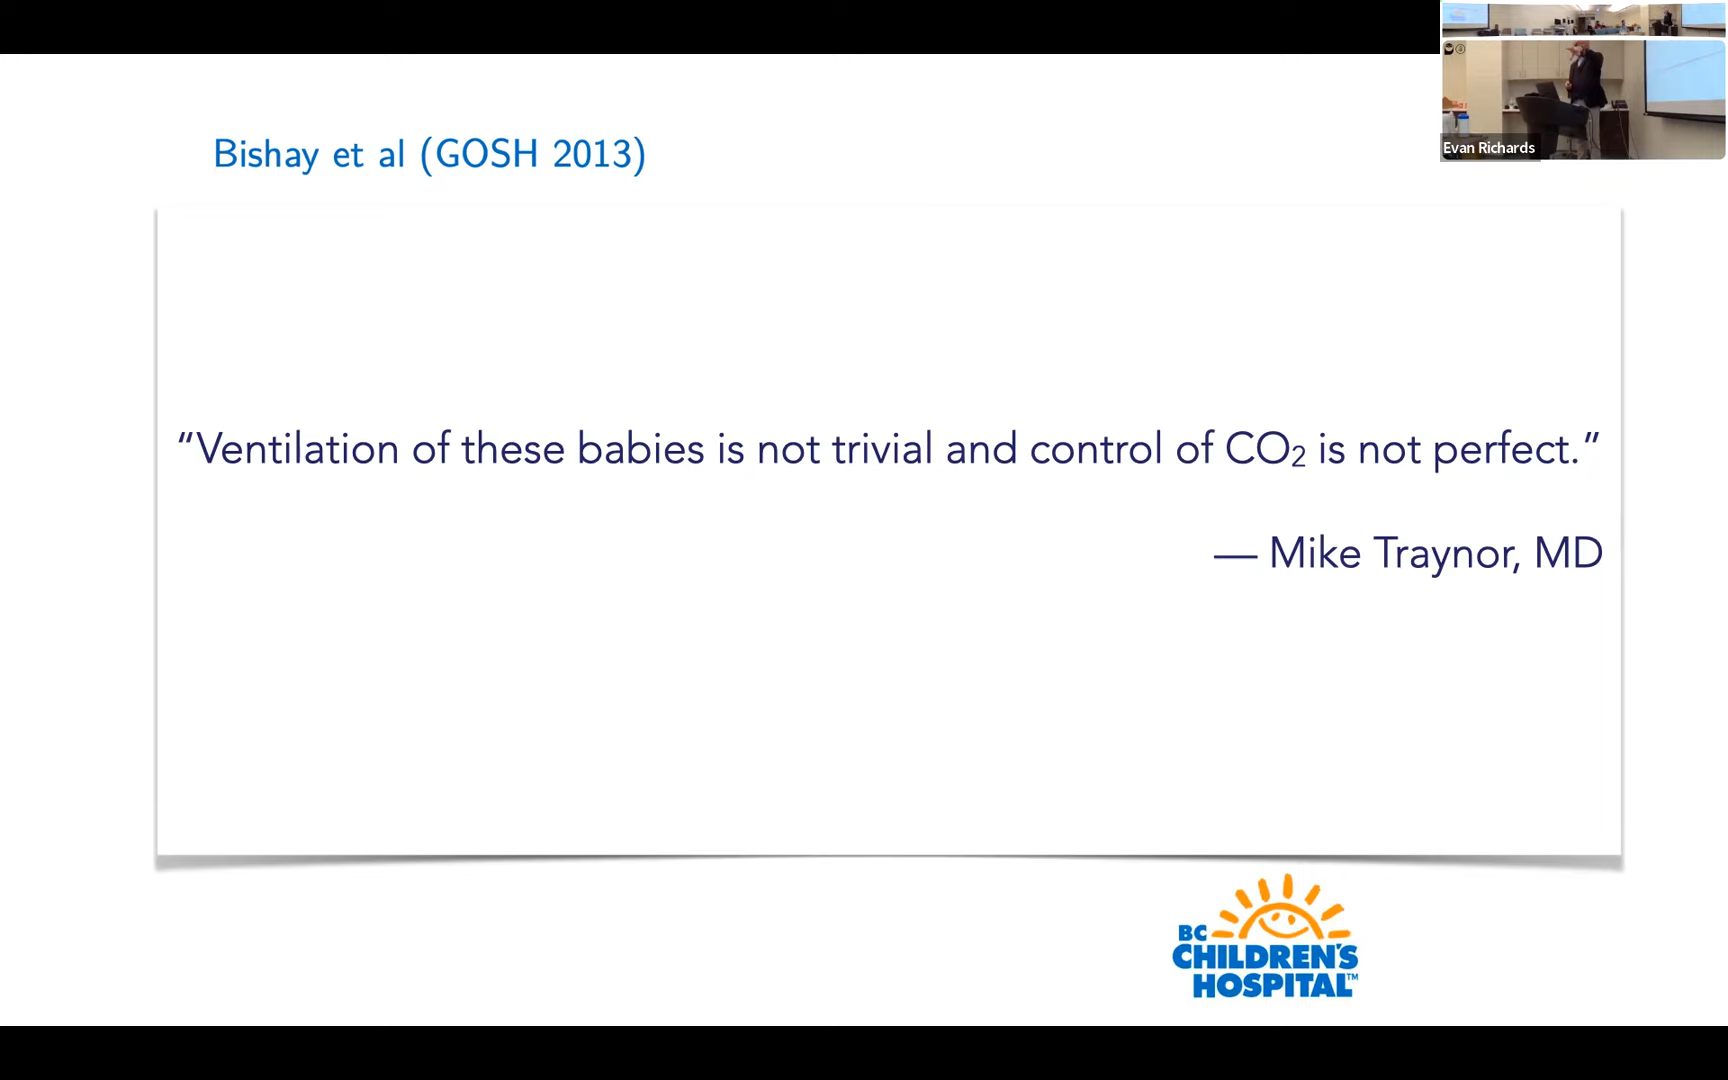 Bishay et al (GOSH 2013)
“Ventilation of these babies is not trivial and control of CO₂ is not perfect.”
— Mike Traynor, MD
BC
CHILDREN'S
HOSPITAL™
Evan Richards